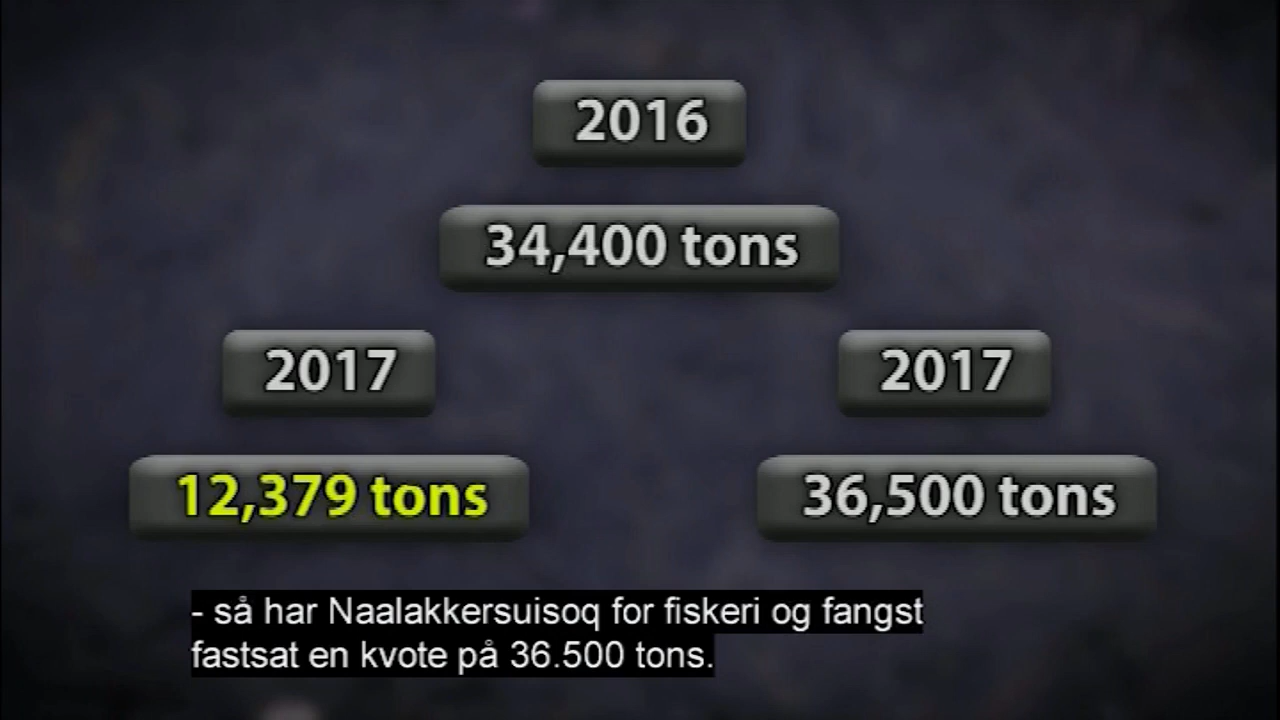 2016
34,400 tons
2017
2017
12,379 tons
36,500 tons
- så har Naalakkersuisoq for fiskeri og fangst
fastsat en kvote på 36.500 tons.